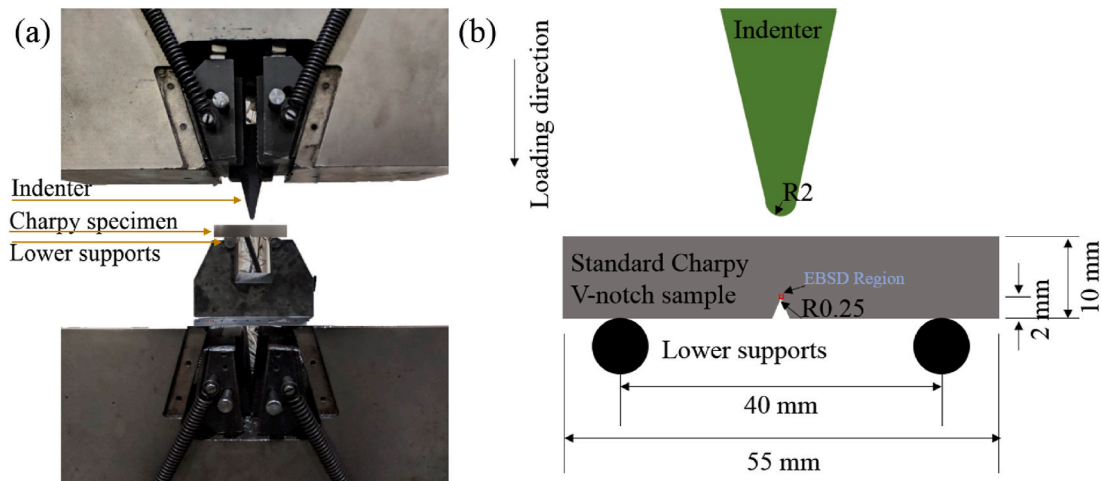 (a)
Indenter
Charpy specimen
Lower supports
(b)
Loading direction
Indenter
R2
Standard Charpy
V-notch sample
EBSD Region
R0.25
Lower supports
10 mm
2 mm
40 mm
55 mm